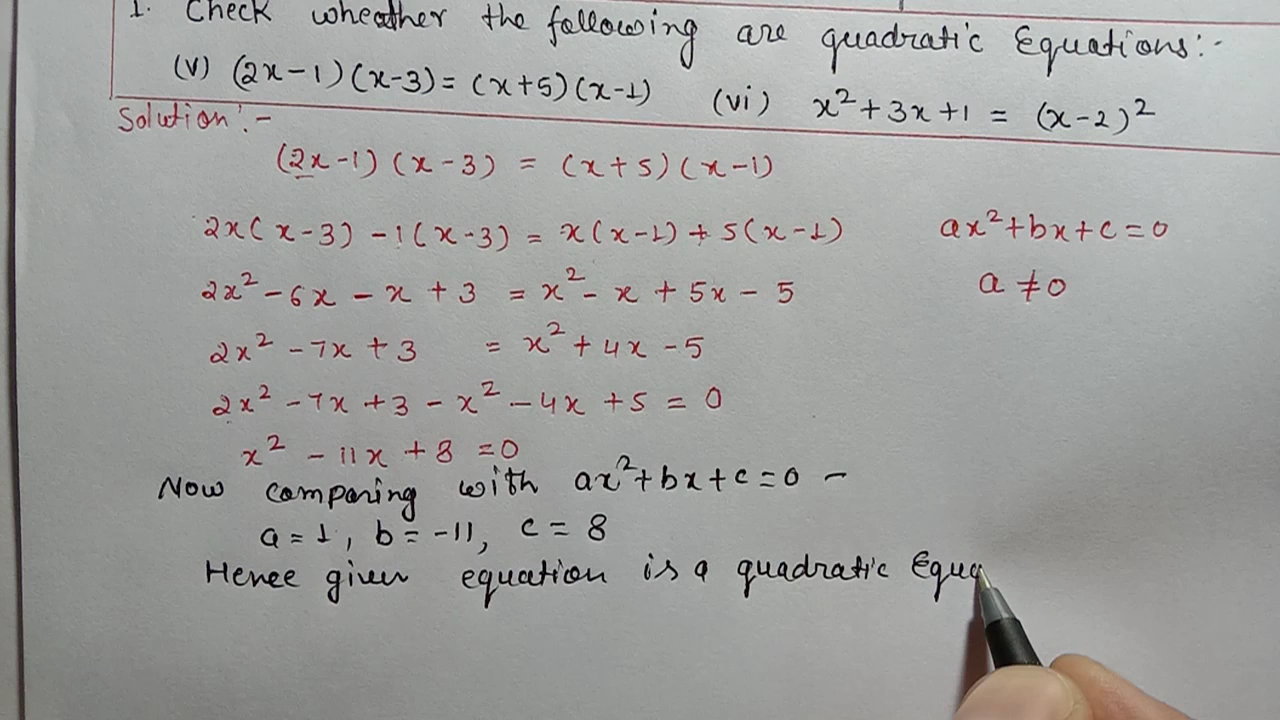 1. Check wheather the following are quadratic Equations:-
(v) (2x-1)(x-3)=(x+5)(x-1) (vi) x²+3x+1 = (x-2)²
Solution:-
(2x-1)(x-3) = (x+5)(x-1)
2x(x-3)-1(x-3) = x(x-1)+5(x-1) ax²+bx+c=0
2x²-6x-x+3 = x²-x+5x-5 a≠0
2x²-7x+3 = x²+4x-5
2x²-7x+3-x²-4x+5=0
x²-11x+8=0
Now comparing with ax²+bx+c=0 -
a=1, b=-11, c=8
Hence given equation is a quadratic Equa